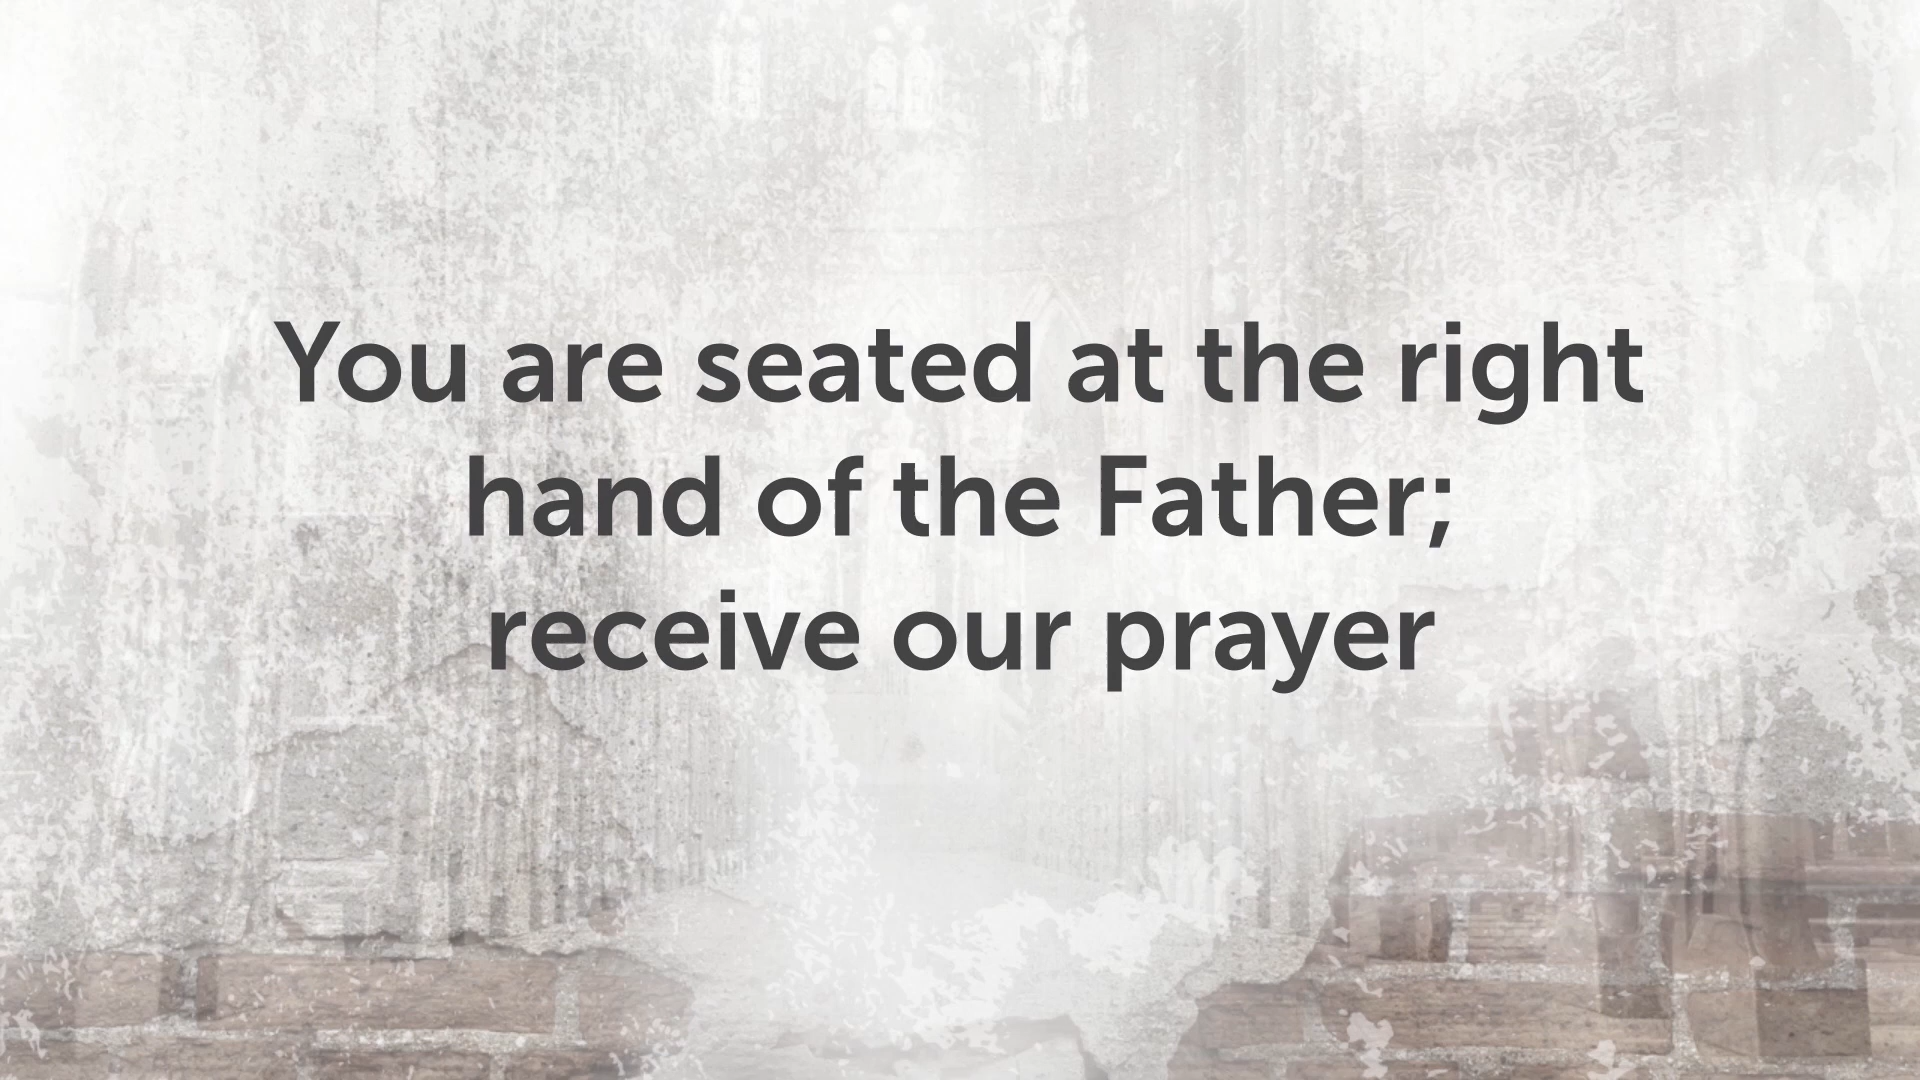 You are seated at the right
hand of the Father;
receive our prayer